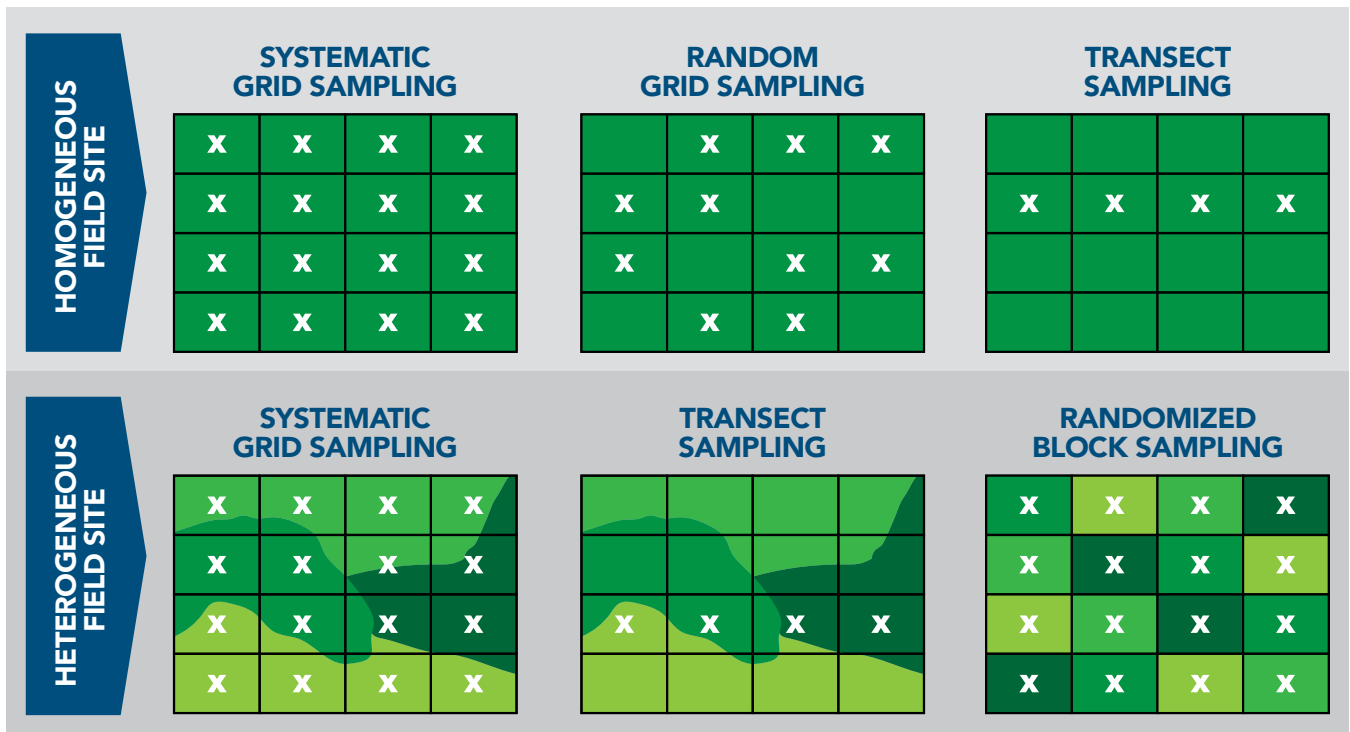 HOMOGENEOUS
FIELD SITE
SYSTEMATIC
GRID SAMPLING
X X X X
X X X X
X X X X
X X X X
RANDOM
GRID SAMPLING
X X X
X X
X X X
X X
TRANSECT
SAMPLING
X X X X
HETEROGENEOUS
FIELD SITE
SYSTEMATIC
GRID SAMPLING
X X X X
X X X X
X X X X
X X X X
TRANSECT
SAMPLING
X X X X
RANDOMIZED
BLOCK SAMPLING
X X X X
X X X X
X X X X
X X X X